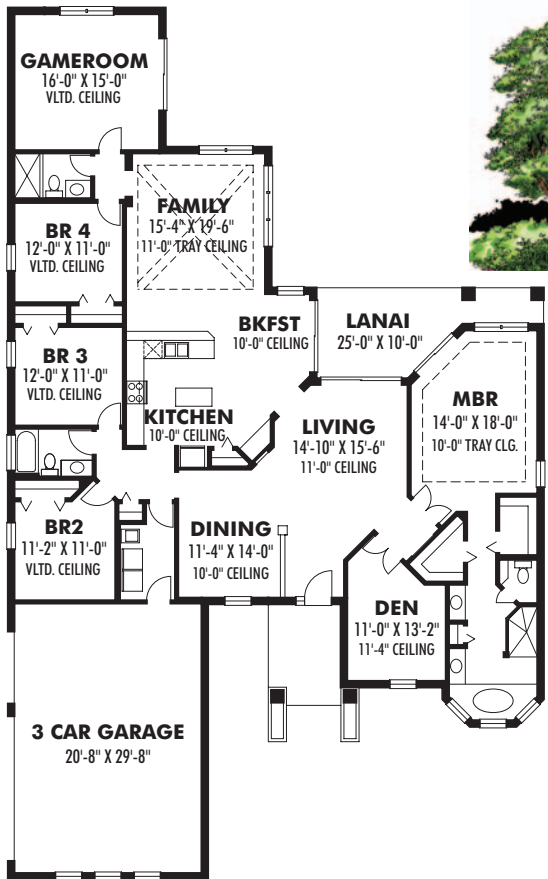 GAMEROOM
16'-0" X 15'-0"
VLTD. CEILING
FAMILY
15'-4" X 19'-6"
11'-0" TRAY CEILING
BR 4
12'-0" X 11'-0"
VLTD. CEILING
BKFST
10'-0" CEILING
LANAI
25'-0" X 10'-0"
BR 3
12'-0" X 11'-0"
VLTD. CEILING
MBR
14'-0" X 18'-0"
10'-0" TRAY CLG.
KITCHEN
10'-0" CEILING
LIVING
14'-10" X 15'-6"
11'-0" CEILING
BR2
11'-2" X 11'-0"
VLTD. CEILING
DINING
11'-4" X 14'-0"
10'-0" CEILING
DEN
11'-0" X 13'-2"
11'-4" CEILING
3 CAR GARAGE
20'-8" X 29'-8"